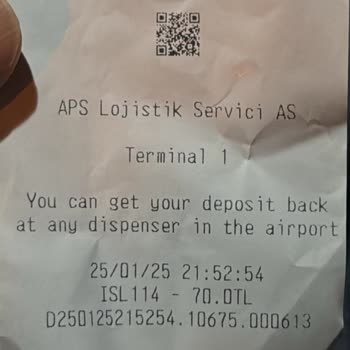 APS Lojistik Servici AS
Terminal 1
You can get your deposit back
at any dispenser in the airport
25/01/25 21:52:54
ISL114 - 70.0TL
D250125215254.10675.000613